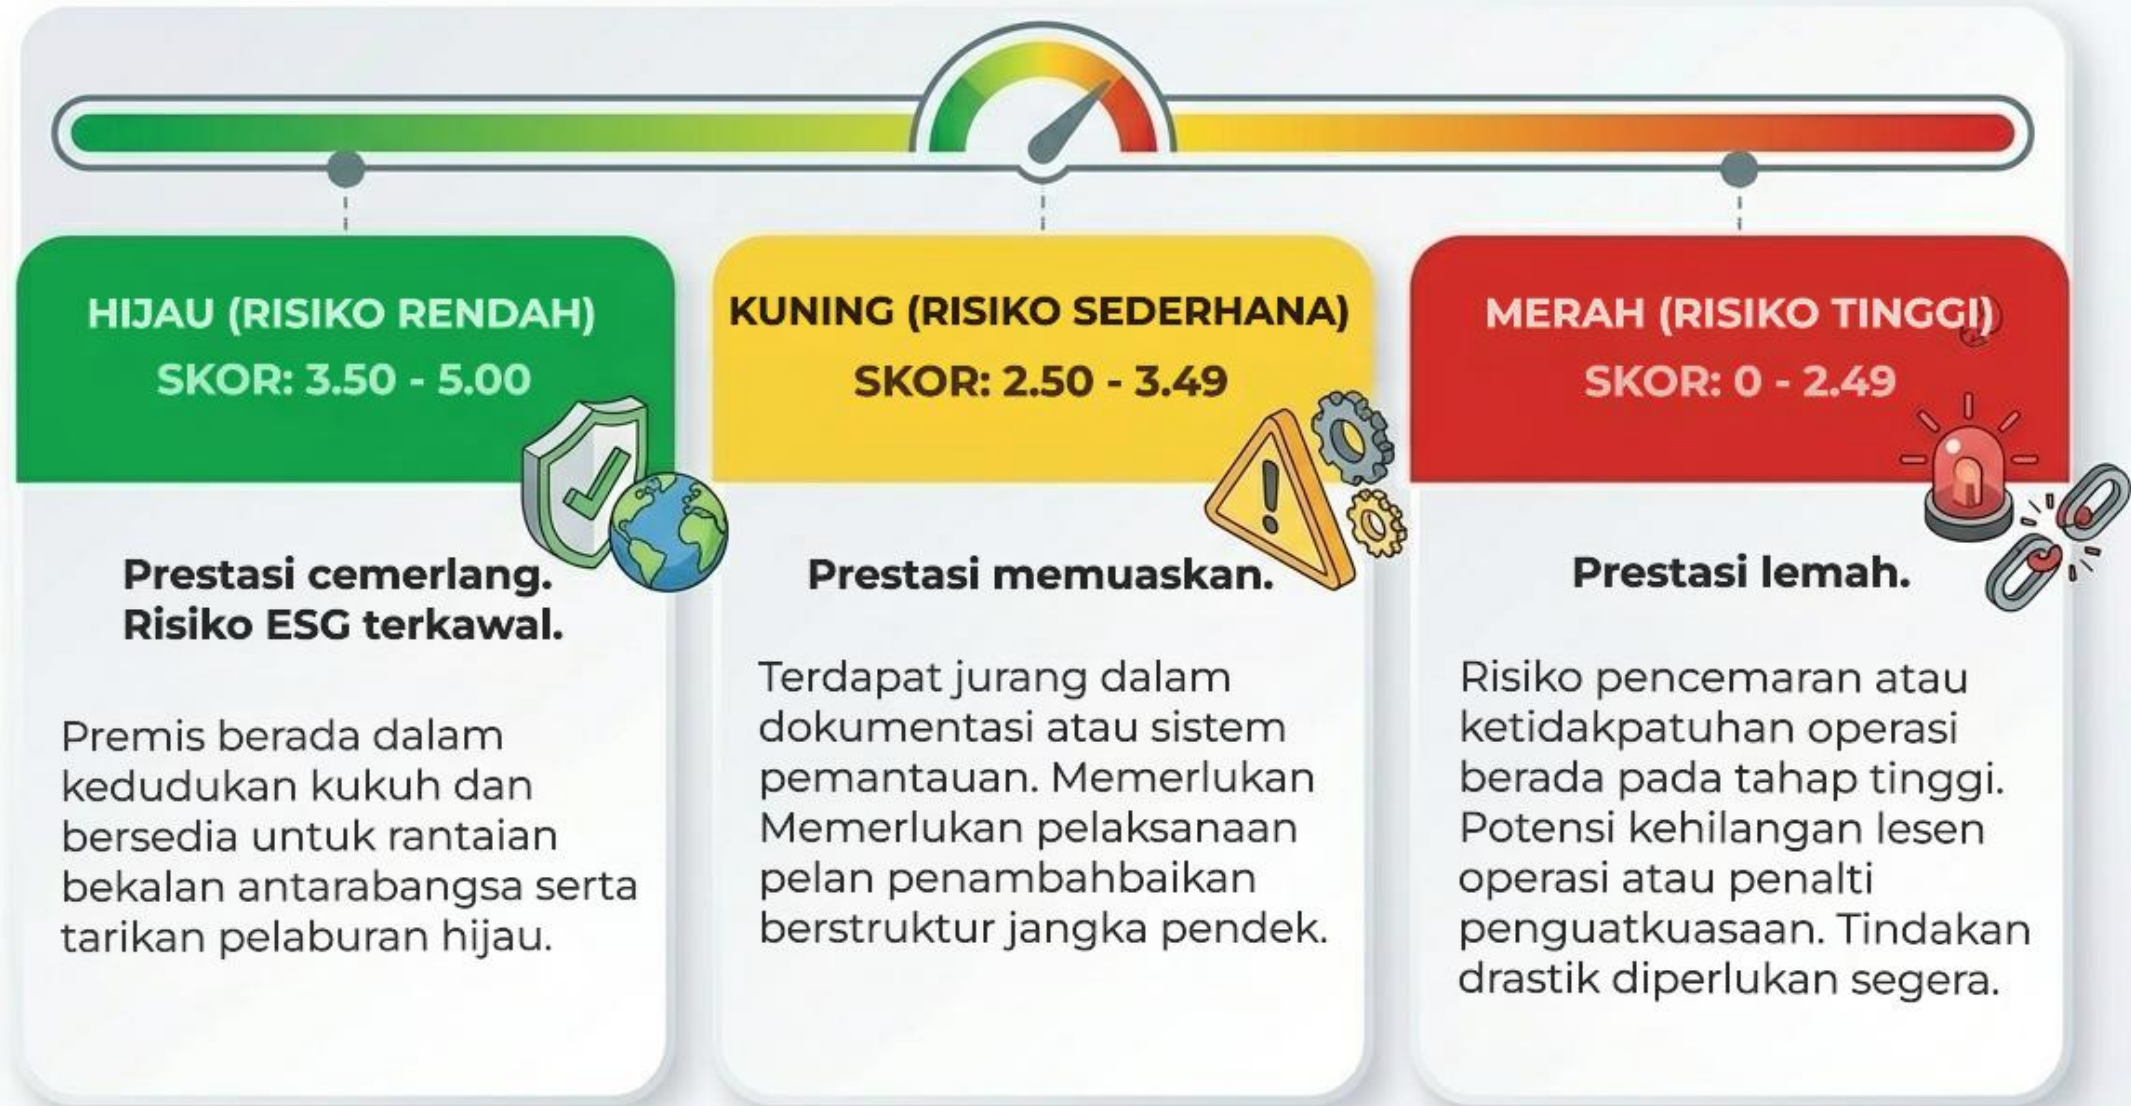 HIJAU (RISIKO RENDAH)
SKOR: 3.50 - 5.00
Prestasi cemerlang.
Risiko ESG terkawal.
Premis berada dalam
kedudukan kukuh dan
bersedia untuk rantaian
bekalan antarabangsa serta
tarikan pelaburan hijau.
KUNING (RISIKO SEDERHANA)
SKOR: 2.50 - 3.49
Prestasi memuaskan.
Terdapat jurang dalam
dokumentasi atau sistem
pemantauan. Memerlukan
Memerlukan pelaksanaan
pelan penambahbaikan
berstruktur jangka pendek.
MERAH (RISIKO TINGGI)
SKOR: 0 - 2.49
Prestasi lemah.
Risiko pencemaran atau
ketidakpatuhan operasi
berada pada tahap tinggi.
Potensi kehilangan lesen
operasi atau penalti
penguatkuasaan. Tindakan
drastik diperlukan segera.